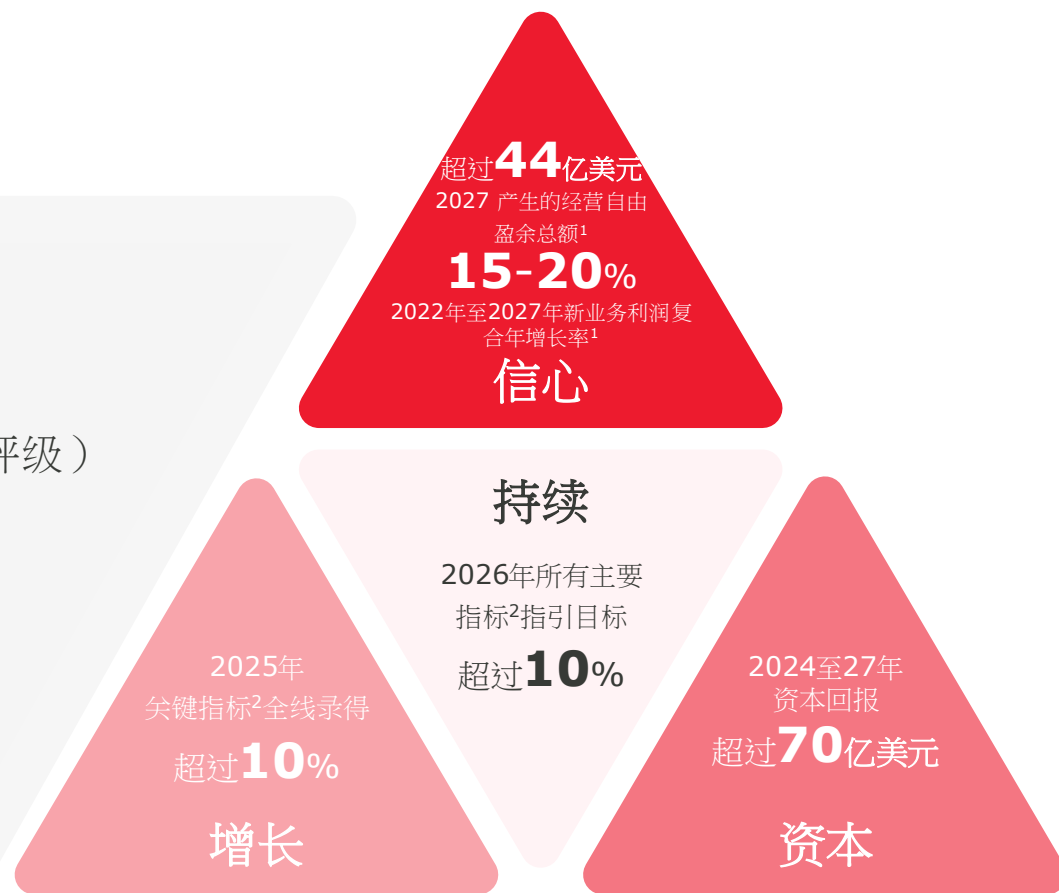 超过44亿美元
2027 产生的经营自由
盈余总额¹
15-20%
2022年至2027年新业务利润复
合年增长率¹
信心
评级）
持续
2026年所有主要
指标²指引目标
超过10%
2025年
关键指标²全线录得
超过10%
增长
2024至27年
资本回报
超过70亿美元
资本